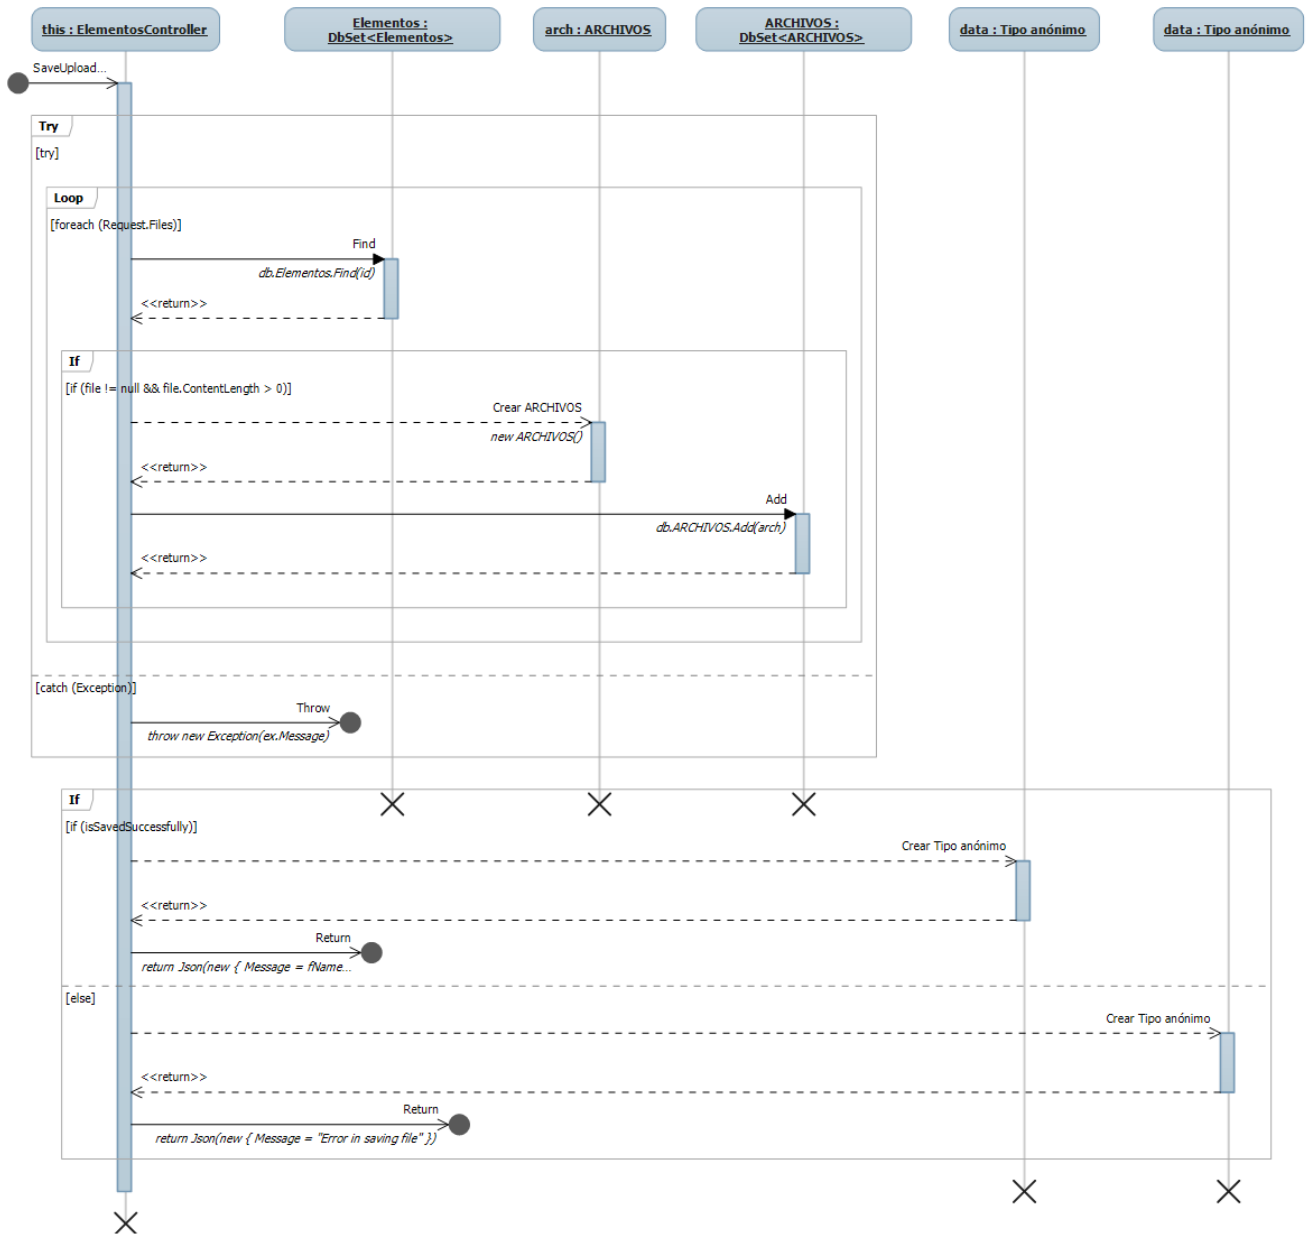 this : ElementosController
Elementos :
DbSet<Elementos>
arch : ARCHIVOS
ARCHIVOS :
DbSet<ARCHIVOS>
data : Tipo anónimo
data : Tipo anónimo
SaveUpload...
Try
[try]
Loop
[foreach (Request.Files)]
Find
db.Elementos.Find(id)
<<return>>
If
[if (file != null && file.ContentLength > 0)]
Crear ARCHIVOS
new ARCHIVOS()
<<return>>
Add
db.ARCHIVOS.Add(arch)
<<return>>
[catch (Exception)]
Throw
throw new Exception(ex.Message)
If
[if (isSavedSuccessfully)]
Crear Tipo anónimo
<<return>>
Return
return Json(new { Message = fName...
[else]
Crear Tipo anónimo
<<return>>
Return
return Json(new { Message = "Error in saving file" })